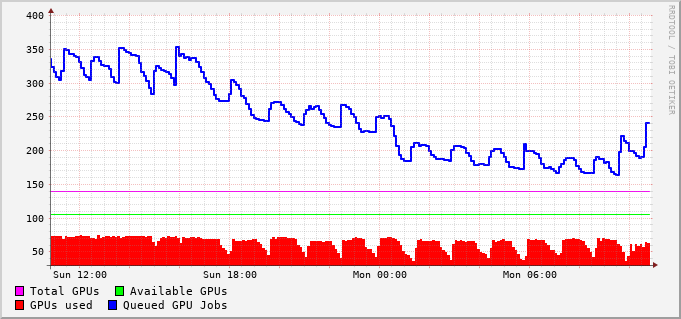 400
350
300
250
200
150
100
50
Sun 12:00 Sun 18:00 Mon 00:00 Mon 06:00
Total GPUs Available GPUs
GPUs used Queued GPU Jobs
RRDTOOL / TOBI OETIKER